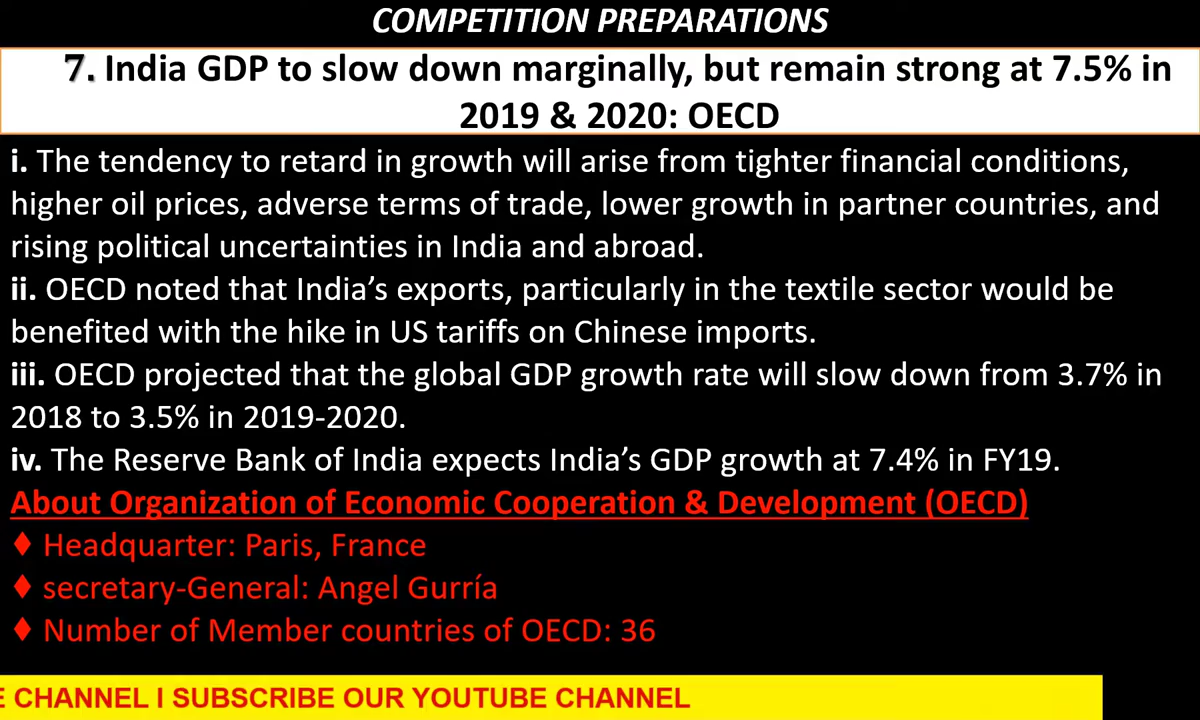 COMPETITION PREPARATIONS
7. India GDP to slow down marginally, but remain strong at 7.5% in
2019 & 2020: OECD
i. The tendency to retard in growth will arise from tighter financial conditions,
higher oil prices, adverse terms of trade, lower growth in partner countries, and
rising political uncertainties in India and abroad.
ii. OECD noted that India’s exports, particularly in the textile sector would be
benefited with the hike in US tariffs on Chinese imports.
iii. OECD projected that the global GDP growth rate will slow down from 3.7% in
2018 to 3.5% in 2019-2020.
iv. The Reserve Bank of India expects India’s GDP growth at 7.4% in FY19.
About Organization of Economic Cooperation & Development (OECD)
♦ Headquarter: Paris, France
♦ secretary-General: Angel Gurría
♦ Number of Member countries of OECD: 36
E CHANNEL I SUBSCRIBE OUR YOUTUBE CHANNEL